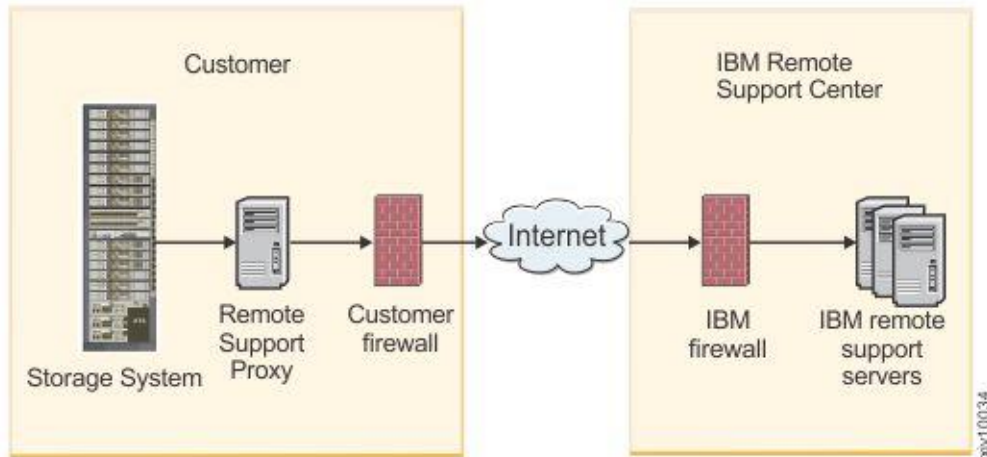 Customer
IBM Remote
Support Center
Internet
Storage System
Remote
Support
Proxy
Customer
firewall
IBM
firewall
IBM remote
support
servers
xiv10034